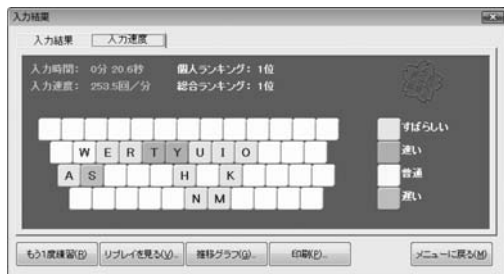 入力結果
入力結果 入力速度
入力時間： 0分 20.6秒 個人ランキング： 1位
入力速度： 253.5回／分 総合ランキング： 1位
すばらしい
W E R T Y U I O 速い
A S H K 普通
N M 遅い
もう1度練習(R) リプレイを見る(V)... 推移グラフ(G)... 印刷(P)... メニューに戻る(M)